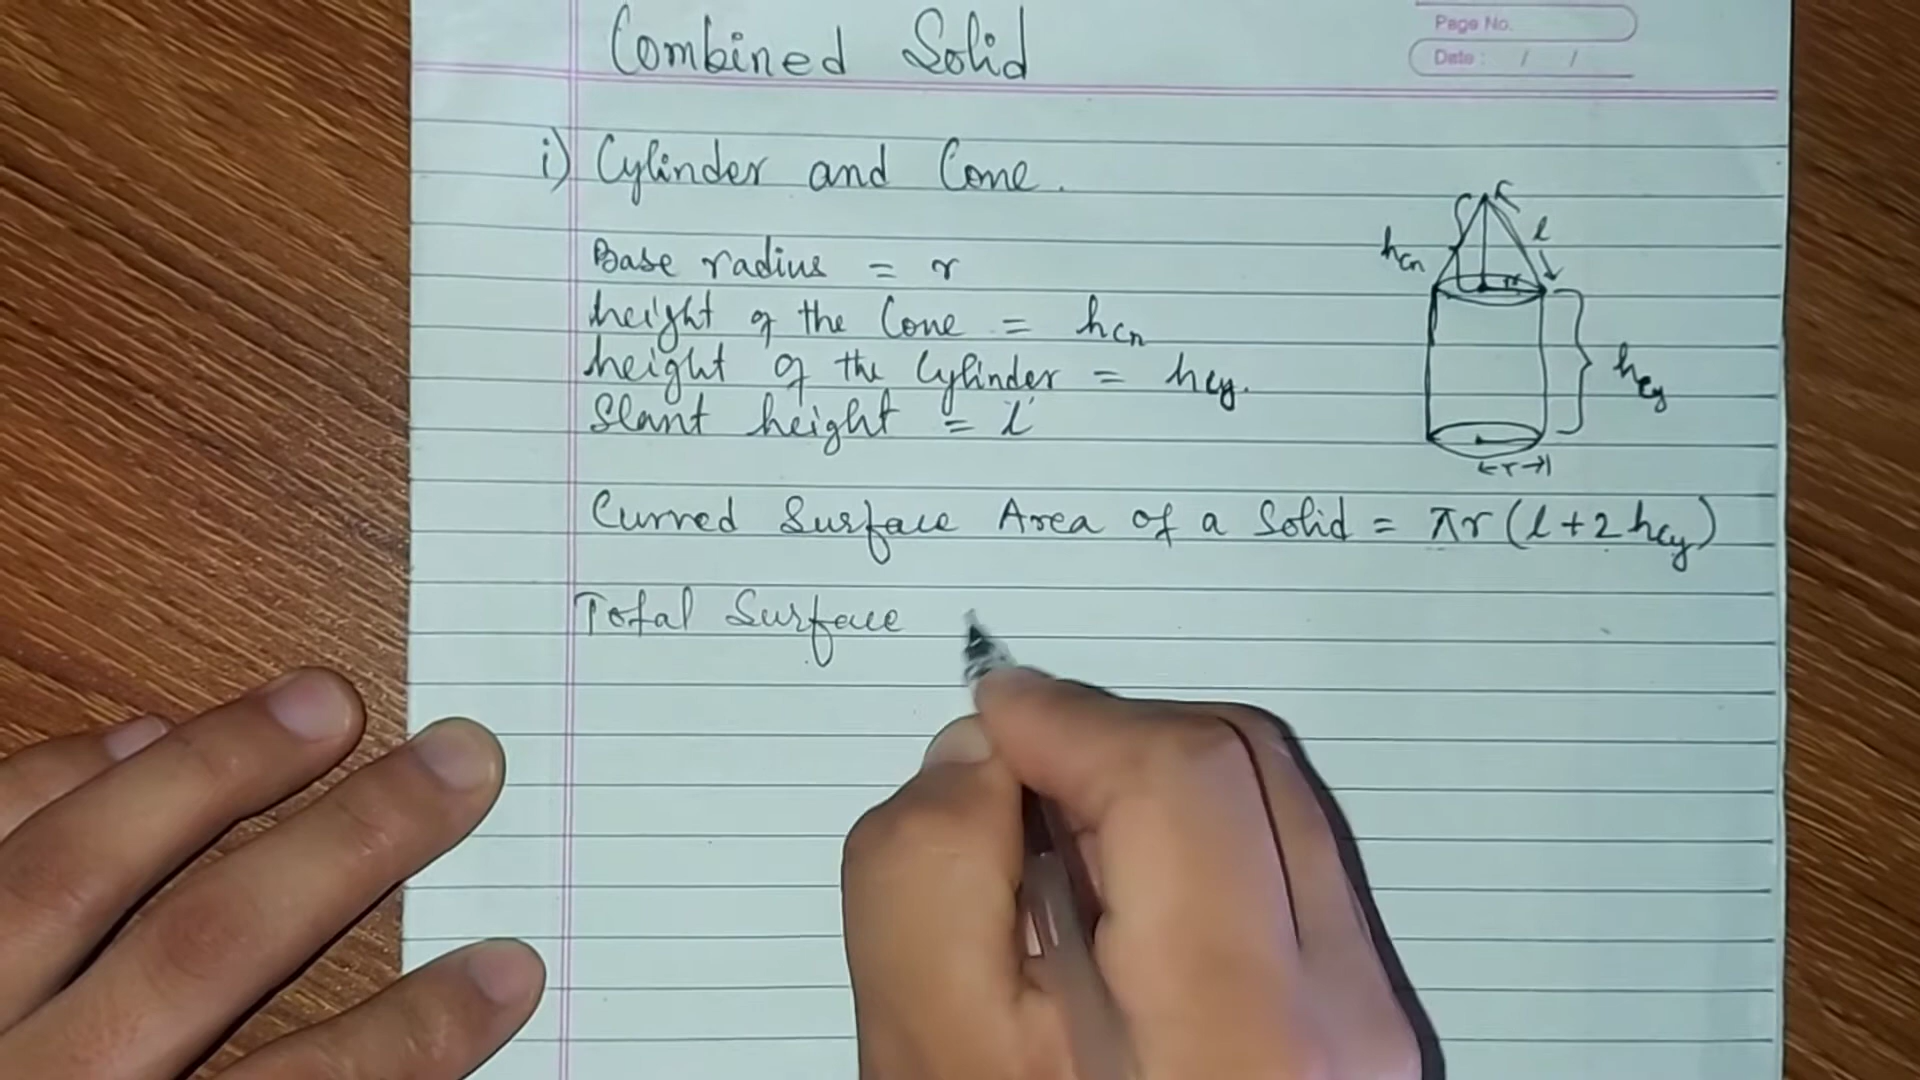 Page No.
Date : / /
Combined Solid
i) Cylinder and Cone.
Base radius = r
height of the Cone = hcn
height of the Cylinder = hcy.
Slant height = l
hcn
l
r
hcy
r
Curved Surface Area of a Solid = πr (l + 2 hcy)
Total Surface